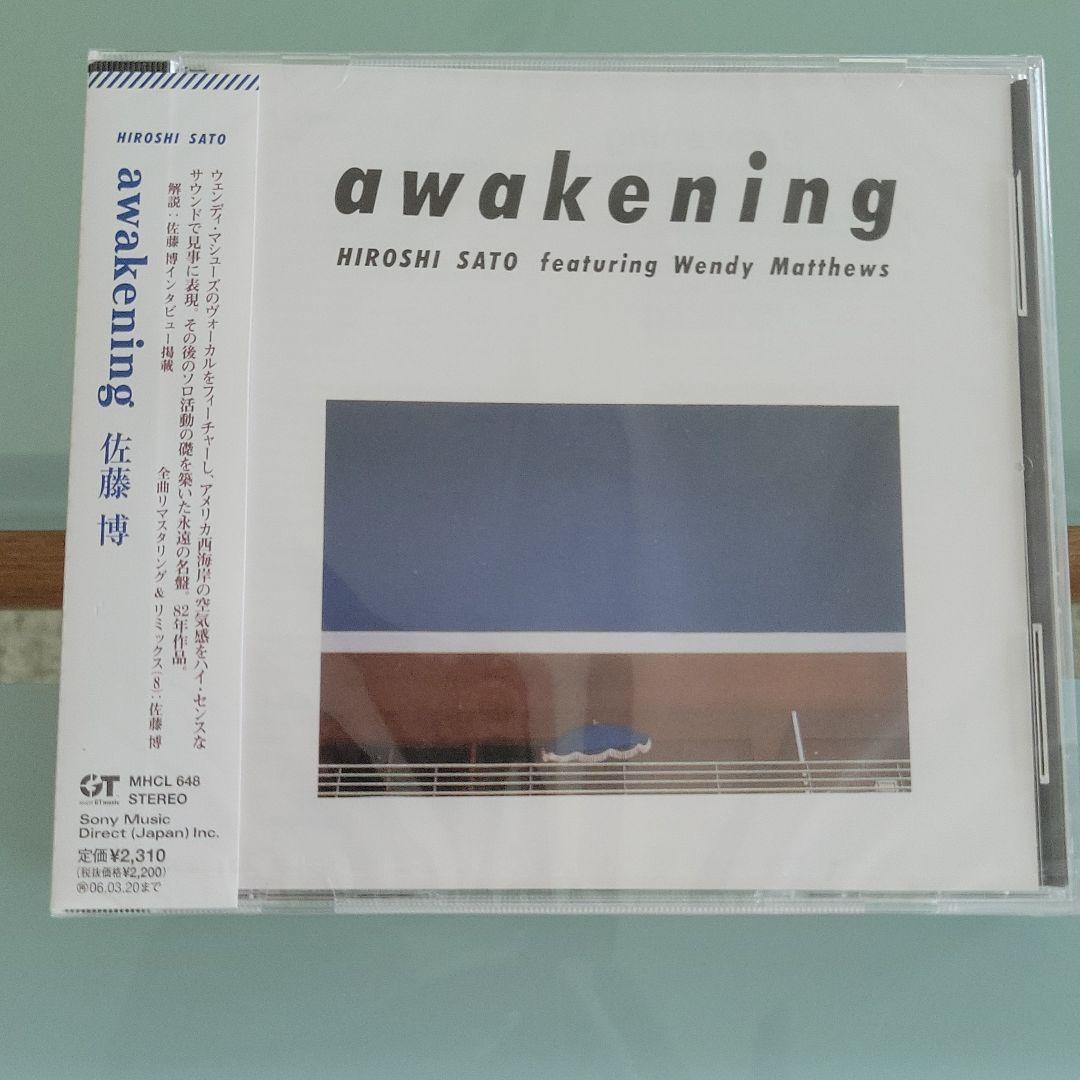 HIROSHI SATO
awakening 佐藤 博
ウェンディ・マシューズのヴォーカルをフィーチャーし、アメリカ西海岸の空気感をハイ・センスな
サウンドで見事に表現。その後のソロ活動の礎を築いた永遠の名盤。82年作品。
解説：佐藤 博インタビュー掲載
全曲リマスタリング & リミックス(8)：佐藤 博
GT
MHCL 648
STEREO
Sony Music
Direct (Japan) Inc.
定価¥2,310
(税抜価格¥2,200)
再06.03.20まで
awakening
HIROSHI SATO featuring Wendy Matthews